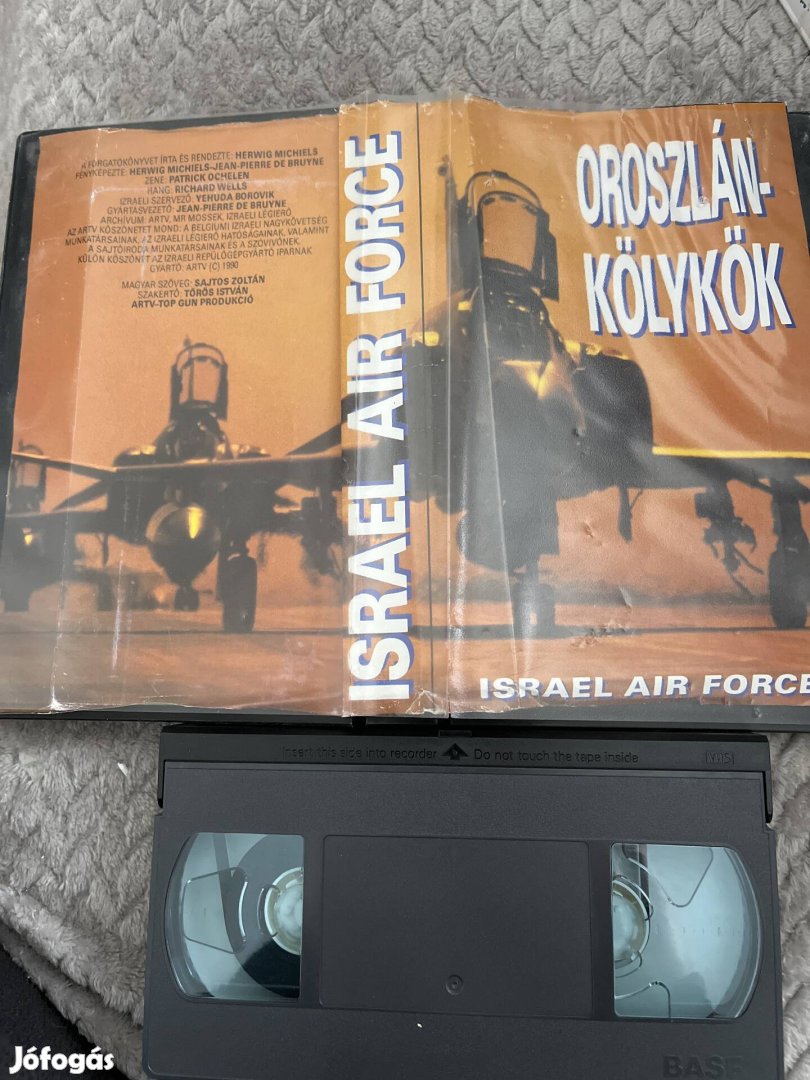 A FORGATÓKÖNYVET ÍRTA ÉS RENDEZTE: HERWIG MICHIELS
FÉNYKÉPEZTE: HERWIG MICHIELS-JEAN-PIERRE DE BRUYNE
ZENE: PATRICK OCHELEN
HANG: RICHARD WELLS
IZRAELI SZERVEZŐ: YEHUDA BOROVIK
GYÁRTÁSVEZETŐ: JEAN-PIERRE DE BRUYNE
ARCHÍVUM: ARTV, MR MOSSEK, IZRAELI LÉGIERŐ
AZ ARTV KÖSZÖNETET MOND: A BELGIUMI IZRAELI NAGYKÖVETSÉG
MUNKATÁRSAINAK, AZ IZRAELI LÉGIERŐ HATÓSÁGAINAK, VALAMINT
A SAJTÓIRODA MUNKATÁRSAINAK ÉS A SZÓVIVŐNEK.
KÜLÖN KÖSZÖNET AZ IZRAELI REPÜLŐGÉPGYÁRTÓ IPARNAK
GYÁRTÓ: ARTV (C) 1990
MAGYAR SZÖVEG: SAJTOS ZOLTÁN
SZAKÉRTŐ: TÖRÖS ISTVÁN
ARTV-TOP GUN PRODUKCIÓ
ISRAEL AIR FORCE
OROSZLÁN-
KÖLYKÖK
ISRAEL AIR FORCE
Insert this side into recorder Do not touch the tape inside
VHS
BASF
Jófogás